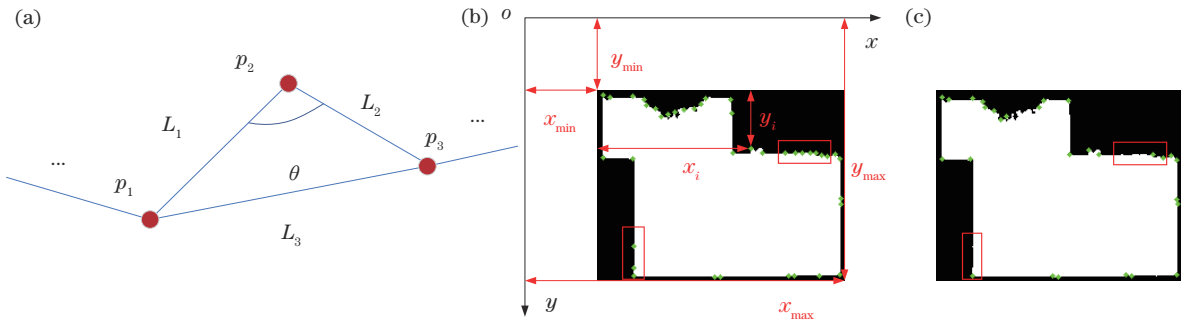 (a)
p₂
L₁
L₂
...
...
p₁
p₃
θ
L₃
(b)
o
x
y_min
x_min
y_i
x_i
y_max
y
x_max
(c)